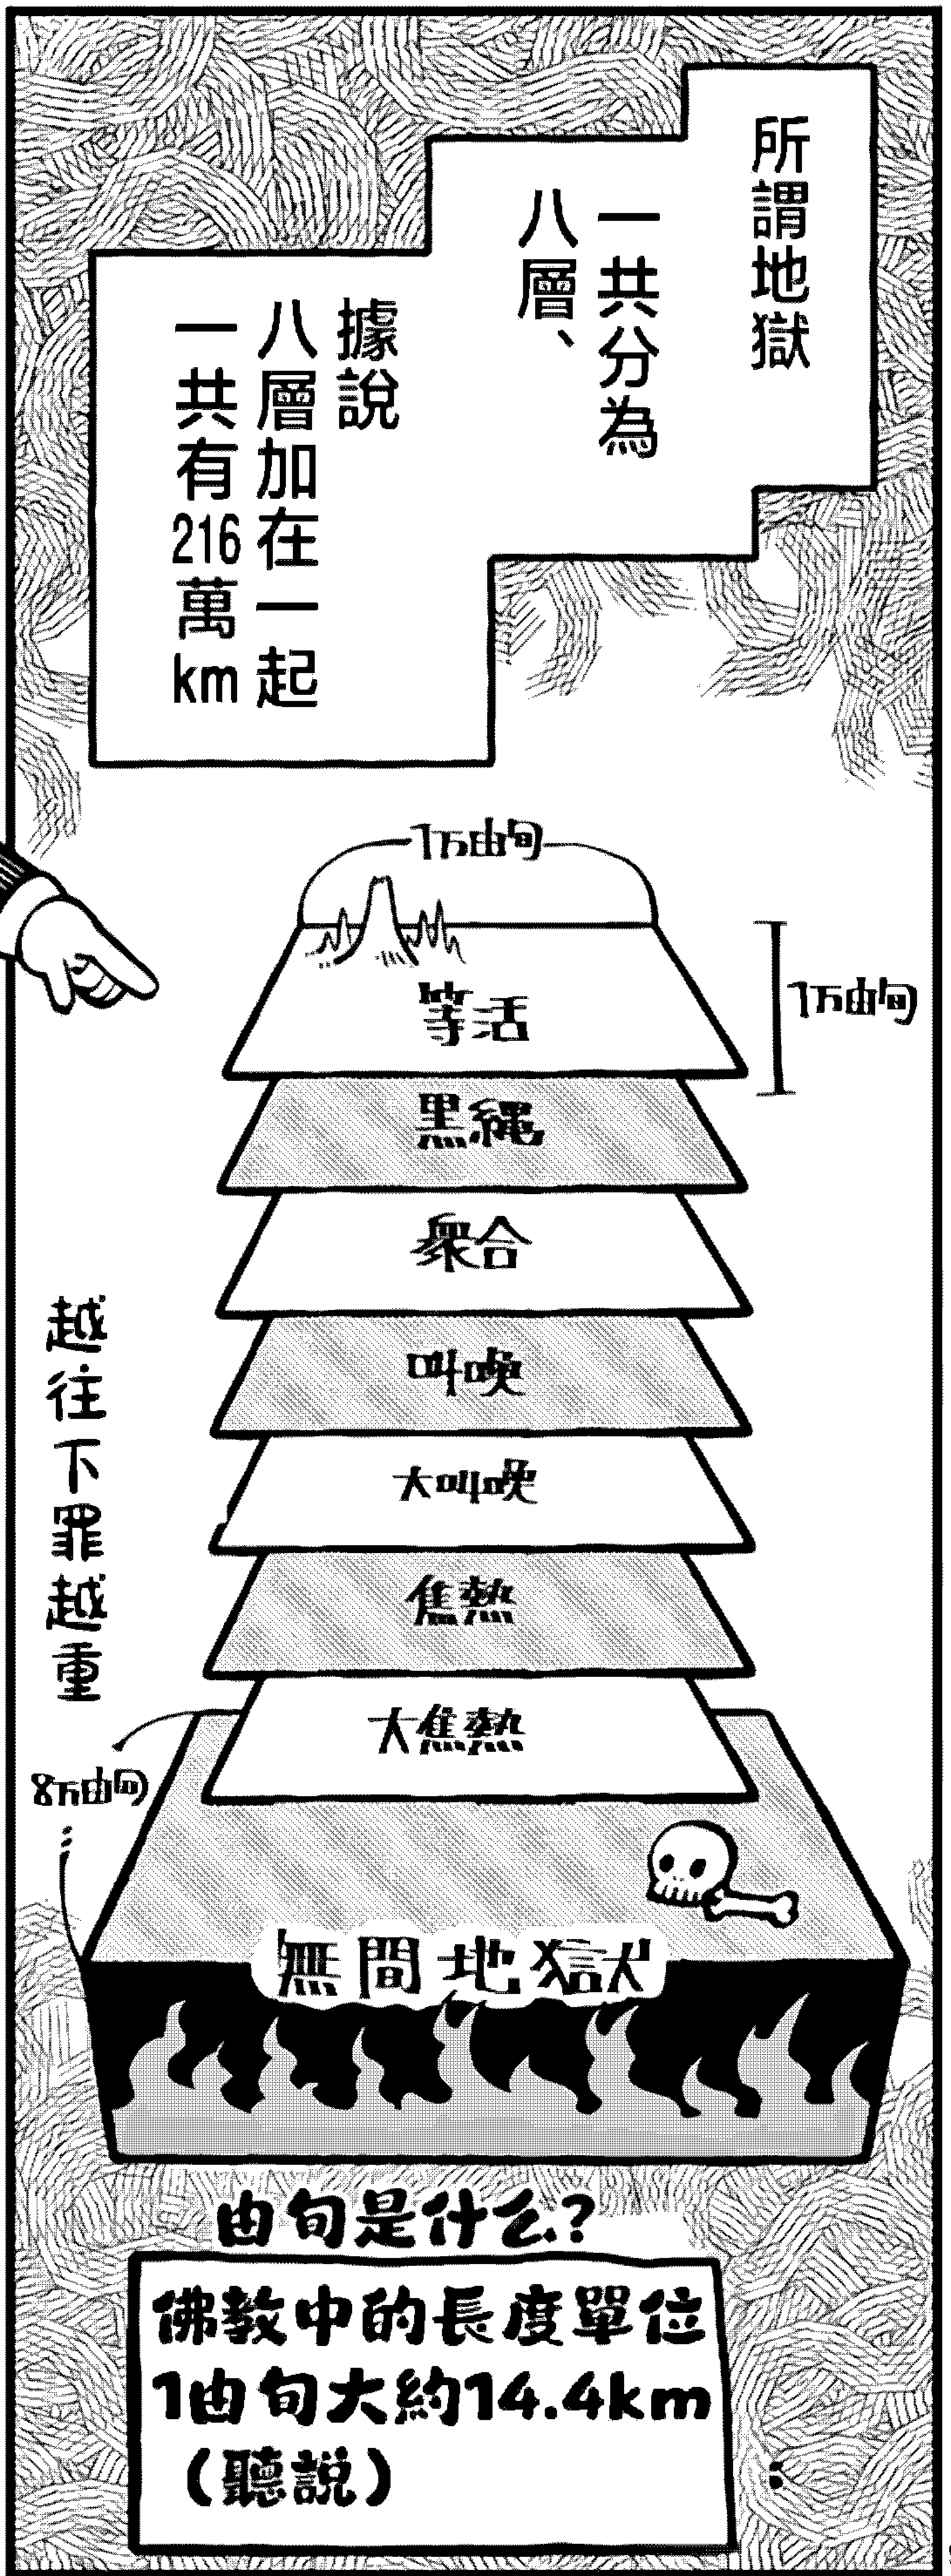 所謂地獄
一共分為
八層、
據說
八層加在一起
一共有216萬km
1万由旬
1万由旬
等活
黒縄
衆合
叫喚
大叫喚
焦熱
大焦熱
越往下罪越重
8万由旬
無間地獄
由旬是什么?
佛教中的長度單位
1由旬大約14.4km
(聽說)